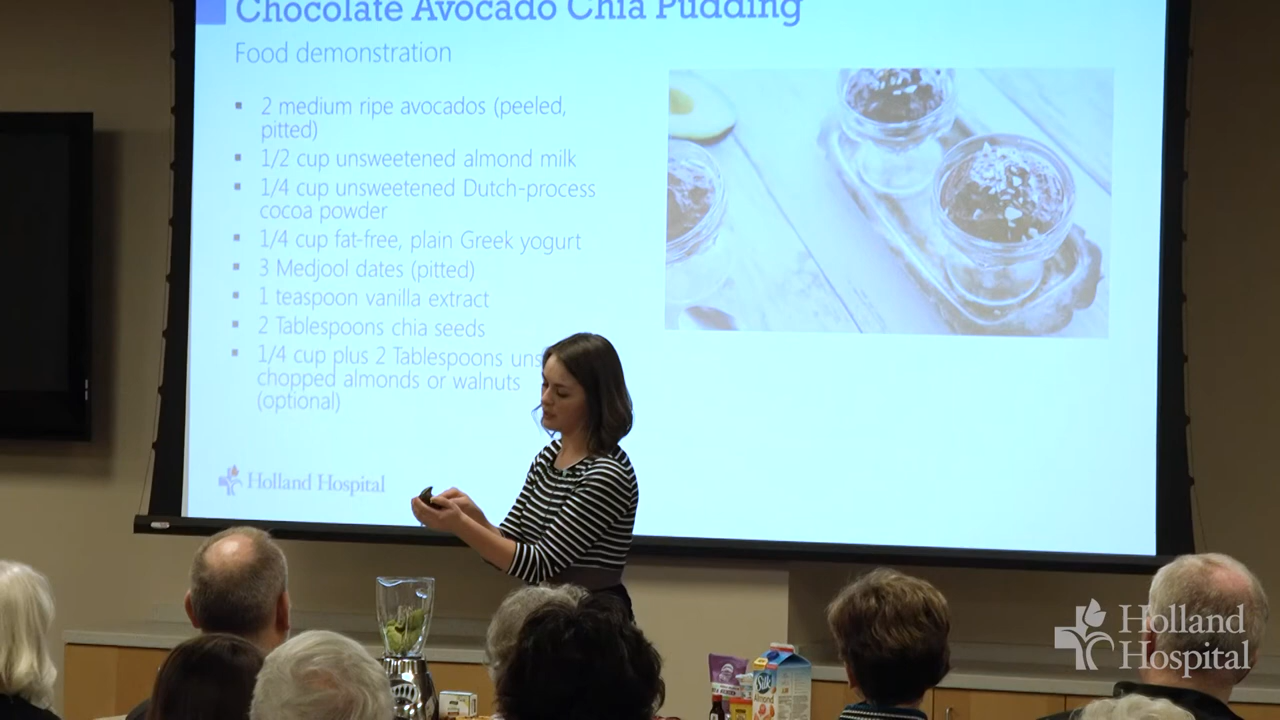 Chocolate Avocado Chia Pudding
Food demonstration
▪ 2 medium ripe avocados (peeled,
pitted)
▪ 1/2 cup unsweetened almond milk
▪ 1/4 cup unsweetened Dutch-process
cocoa powder
▪ 1/4 cup fat-free, plain Greek yogurt
▪ 3 Medjool dates (pitted)
▪ 1 teaspoon vanilla extract
▪ 2 Tablespoons chia seeds
▪ 1/4 cup plus 2 Tablespoons uns
chopped almonds or walnuts
(optional)
Holland Hospital
Silk
Almond
Holland
Hospital